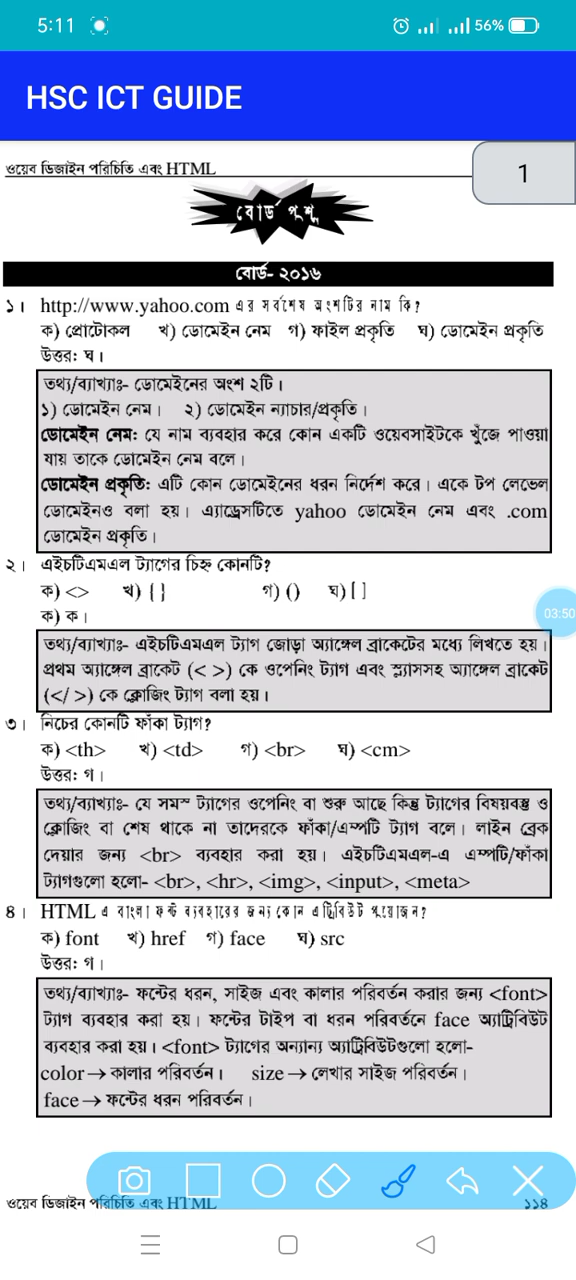 5:11
56%
HSC ICT GUIDE
ওয়েব ডিজাইন পরিচিতি এবং HTML
1
বোর্ড প্রশ্ন
বোর্ড- ২০১৬
১। http://www.yahoo.com এর সর্বশেষ অংশটির নাম কি?
ক) প্রোটোকল খ) ডোমেইন নেম গ) ফাইল প্রকৃতি ঘ) ডোমেইন প্রকৃতি
উত্তর: ঘ।
তথ্য/ব্যাখ্যাঃ- ডোমেইনের অংশ ২টি।
১) ডোমেইন নেম। ২) ডোমেইন ন্যাচার/প্রকৃতি।
ডোমেইন নেম: যে নাম ব্যবহার করে কোন একটি ওয়েবসাইটকে খুঁজে পাওয়া
যায় তাকে ডোমেইন নেম বলে।
ডোমেইন প্রকৃতি: এটি কোন ডোমেইনের ধরন নির্দেশ করে। একে টপ লেভেল
ডোমেইনও বলা হয়। এ্যাড্রেসটিতে yahoo ডোমেইন নেম এবং .com
ডোমেইন প্রকৃতি।
২। এইচটিএমএল ট্যাগের চিহ্ন কোনটি?
ক) <> খ) { } গ) () ঘ) [ ]
ক) ক।
03:50
তথ্য/ব্যাখ্যাঃ- এইচটিএমএল ট্যাগ জোড়া অ্যাঙ্গেল ব্রাকেটের মধ্যে লিখতে হয়।
প্রথম অ্যাঙ্গেল ব্রাকেট (< >) কে ওপেনিং ট্যাগ এবং স্ল্যাসসহ অ্যাঙ্গেল ব্রাকেট
(</ >) কে ক্লোজিং ট্যাগ বলা হয়।
৩। নিচের কোনটি ফাঁকা ট্যাগ?
ক) <th> খ) <td> গ) <br> ঘ) <cm>
উত্তর: গ।
তথ্য/ব্যাখ্যাঃ- যে সমস্ত ট্যাগের ওপেনিং বা শুরু আছে কিন্তু ট্যাগের বিষয়বস্তু ও
ক্লোজিং বা শেষ থাকে না তাদেরকে ফাঁকা/এম্পটি ট্যাগ বলে। লাইন ব্রেক
দেয়ার জন্য <br> ব্যবহার করা হয়। এইচটিএমএল-এ এম্পটি/ফাঁকা
ট্যাগগুলো হলো- <br>, <hr>, <img>, <input>, <meta>
৪। HTML এ বাংলা ফন্ট ব্যবহারের জন্য কোন এট্রিবিউট প্রয়োজন?
ক) font খ) href গ) face ঘ) src
উত্তর: গ।
তথ্য/ব্যাখ্যাঃ- ফন্টের ধরন, সাইজ এবং কালার পরিবর্তন করার জন্য <font>
ট্যাগ ব্যবহার করা হয়। ফন্টের টাইপ বা ধরন পরিবর্তনে face অ্যাট্রিবিউট
ব্যবহার করা হয়। <font> ট্যাগের অন্যান্য অ্যাট্রিবিউটগুলো হলো-
color → কালার পরিবর্তন। size → লেখার সাইজ পরিবর্তন।
face → ফন্টের ধরন পরিবর্তন।
ওয়েব ডিজাইন পরিচিতি এবং HTML ১১৪